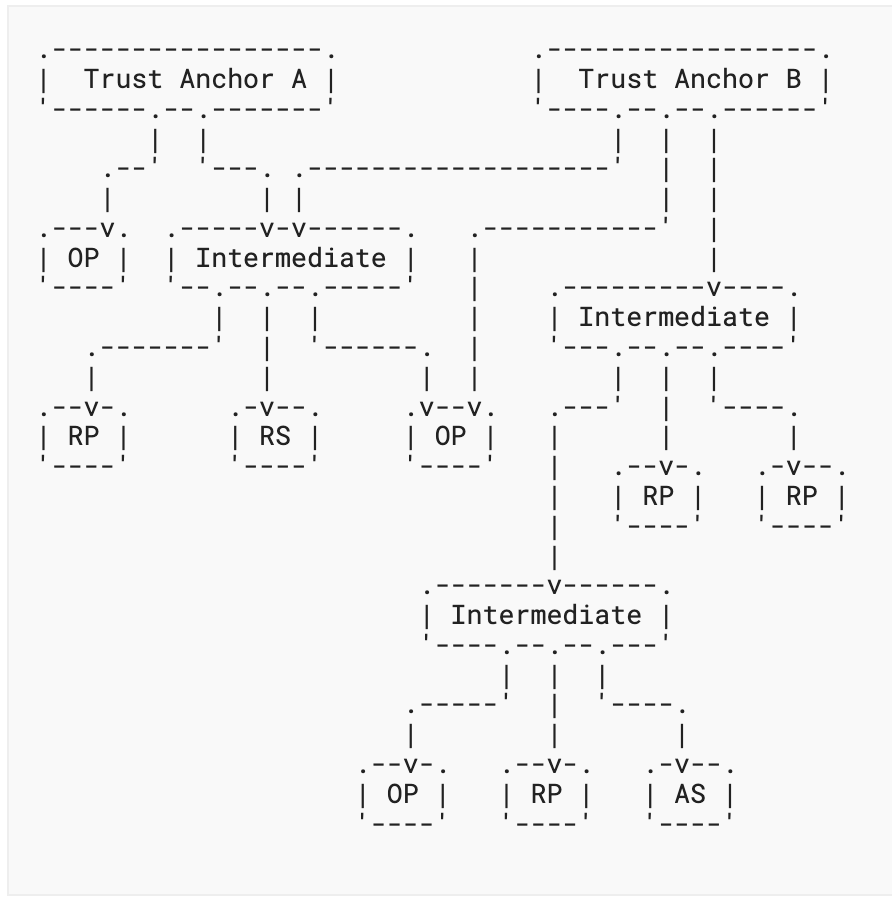 Trust Anchor A
Trust Anchor B
OP
Intermediate
Intermediate
RP
RS
OP
RP
RP
Intermediate
OP
RP
AS